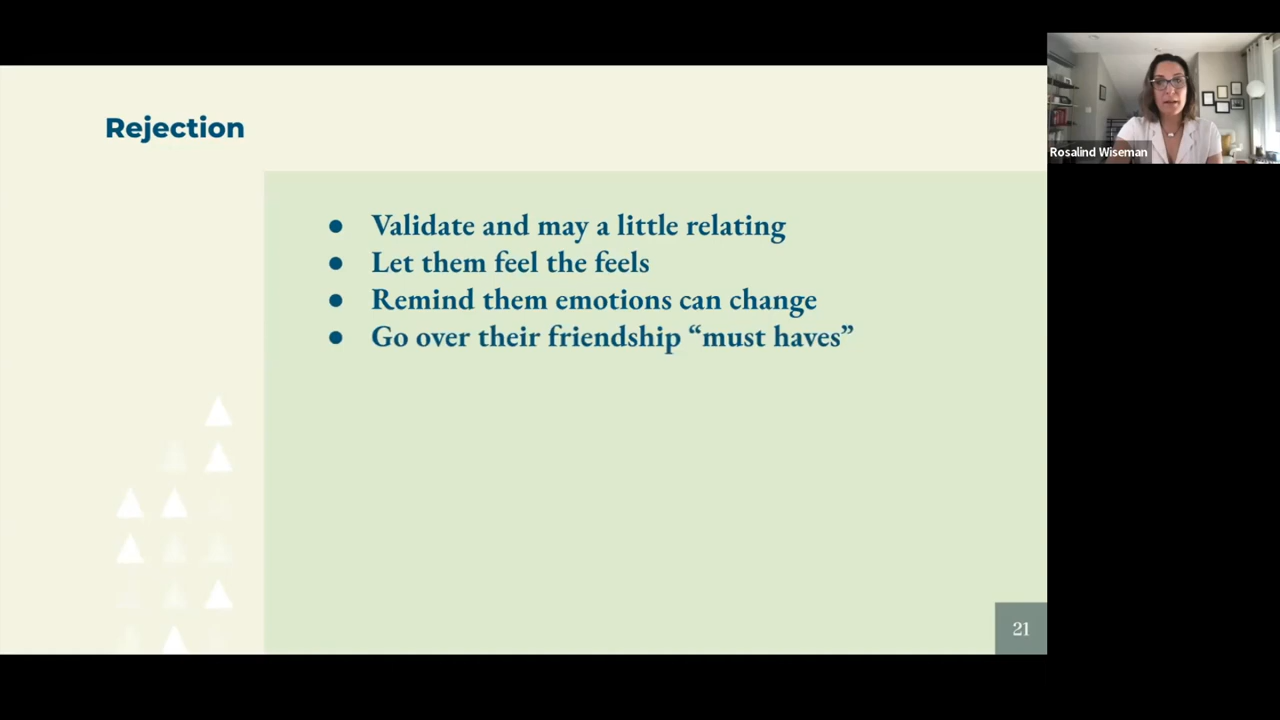 Rejection
Rosalind Wiseman
● Validate and may a little relating
● Let them feel the feels
● Remind them emotions can change
● Go over their friendship “must haves”
21